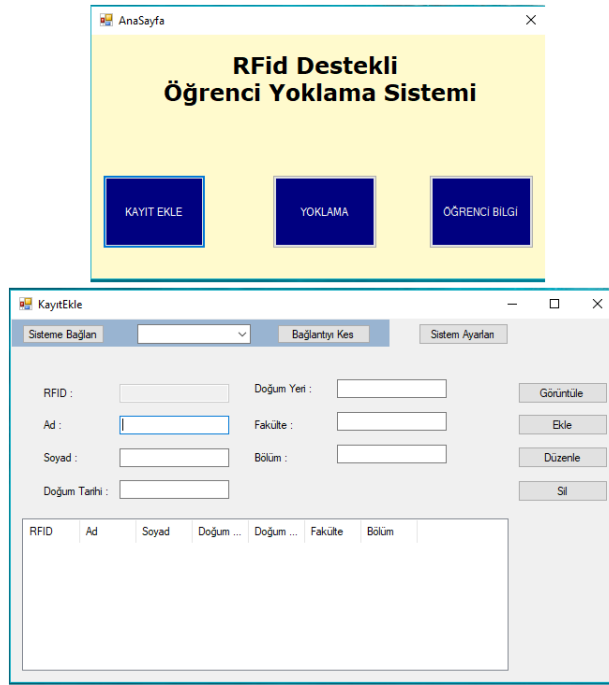 AnaSayfa
RFid Destekli
Öğrenci Yoklama Sistemi
KAYIT EKLE YOKLAMA ÖĞRENCİ BİLGİ
KayıtEkle
Sisteme Bağlan Bağlantıyı Kes Sistem Ayarları
RFID : Doğum Yeri : Görüntüle
Ad : Fakülte : Ekle
Soyad : Bölüm : Düzenle
Doğum Tarihi : Sil
RFID Ad Soyad Doğum ... Doğum ... Fakülte Bölüm